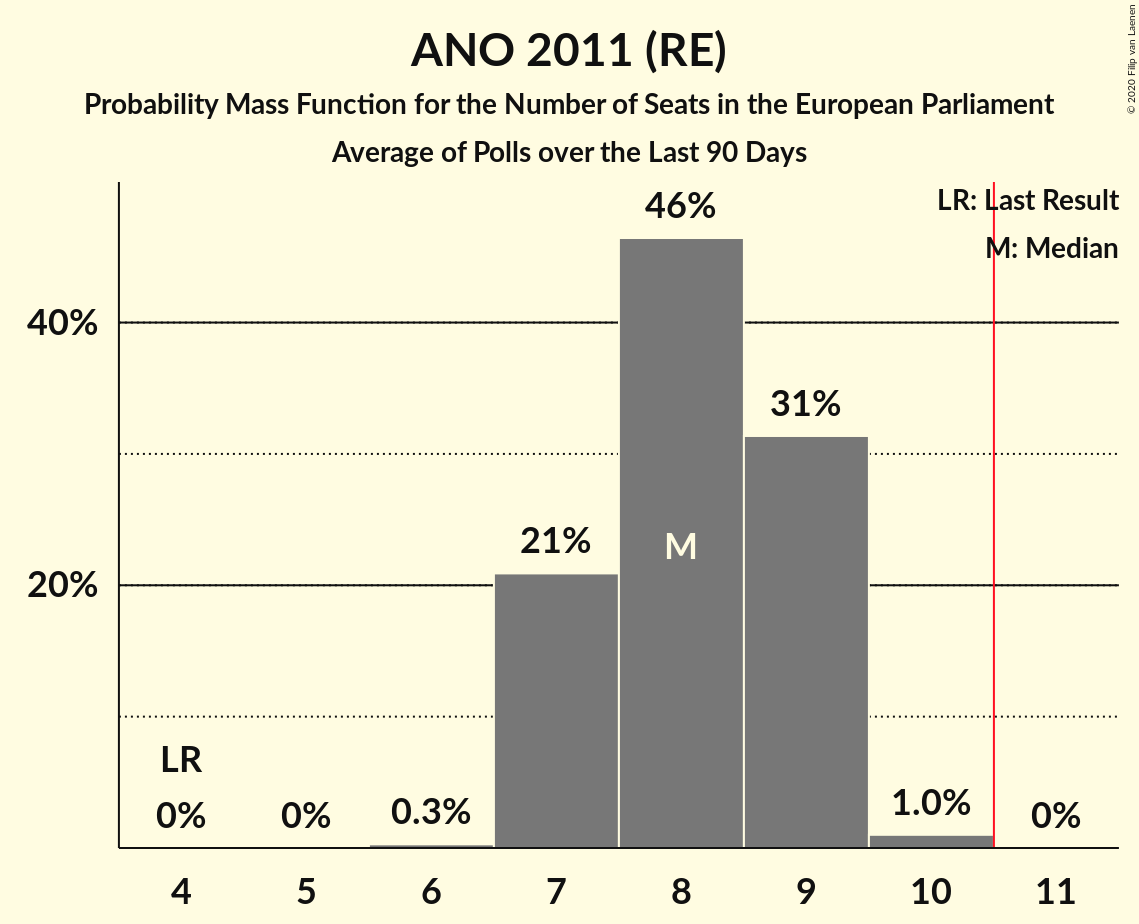 ANO 2011 (RE)
Probability Mass Function for the Number of Seats in the European Parliament
Average of Polls over the Last 90 Days
© 2020 Filip van Laenen
LR: Last Result
M: Median
46%
40%
31%
21%
M
20%
LR
0%
0%
0.3%
1.0%
0%
4 5 6 7 8 9 10 11